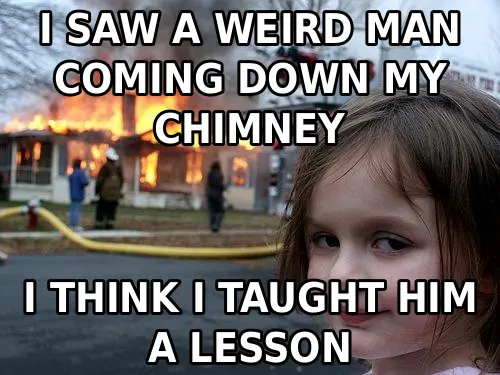 I SAW A WEIRD MAN
COMING DOWN MY
CHIMNEY
I THINK I TAUGHT HIM
A LESSON